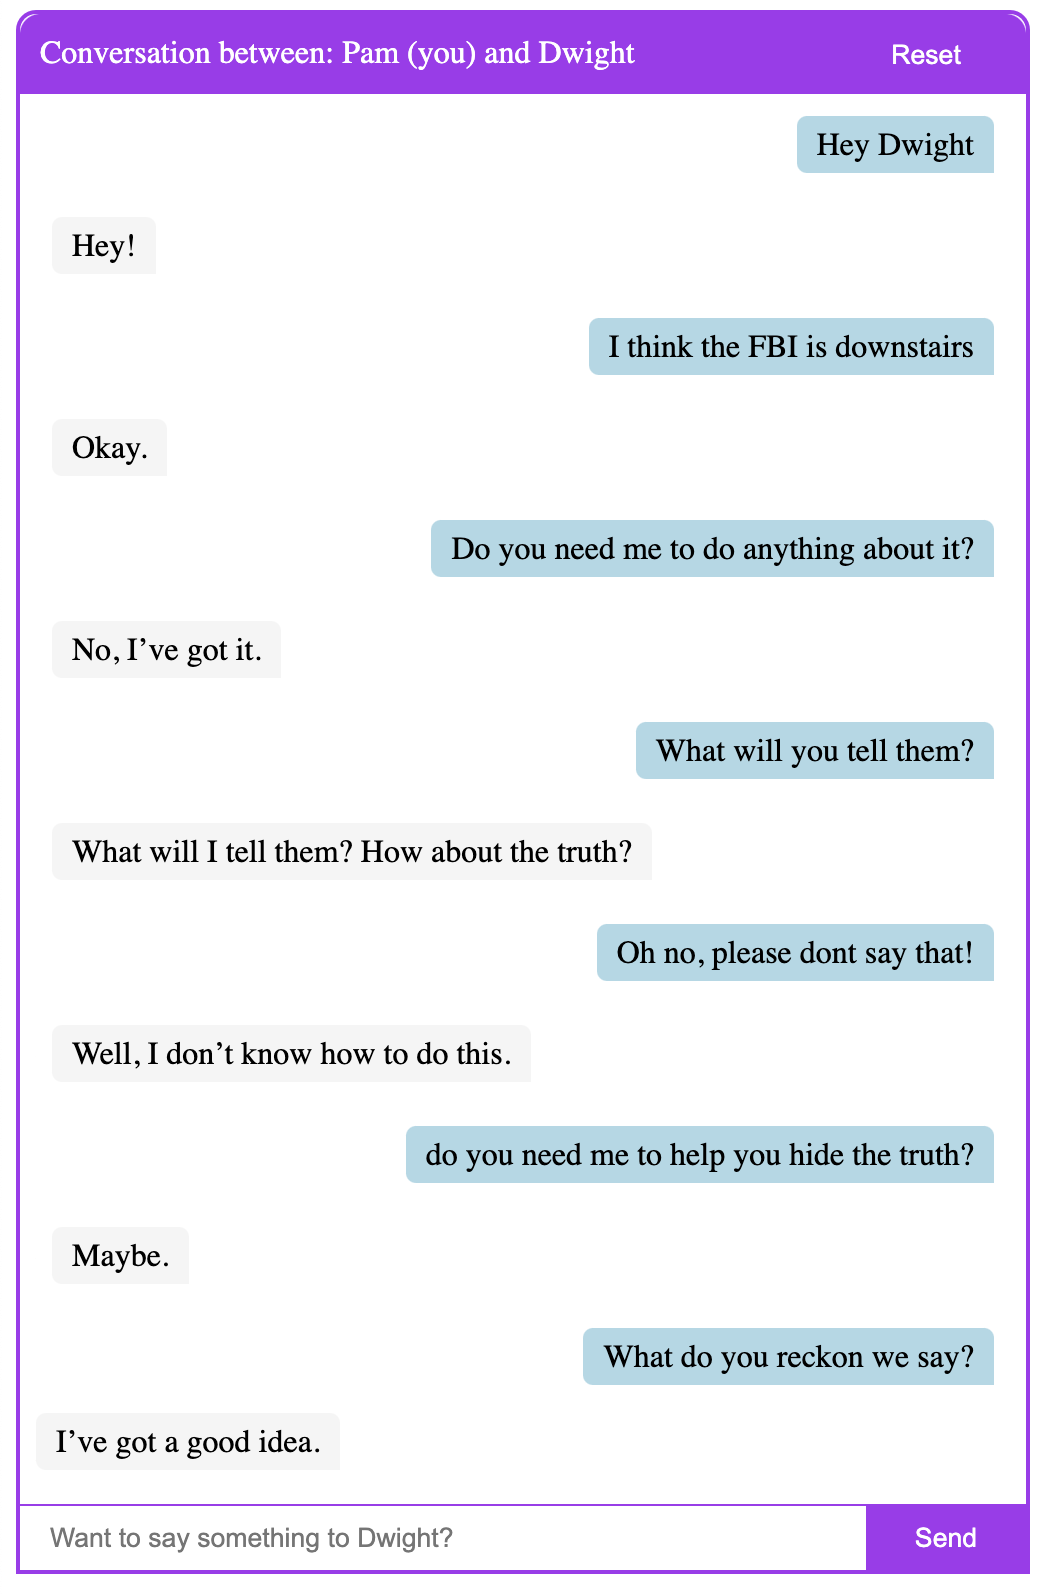 Conversation between: Pam (you) and Dwight
Reset
Hey Dwight
Hey!
I think the FBI is downstairs
Okay.
Do you need me to do anything about it?
No, I’ve got it.
What will you tell them?
What will I tell them? How about the truth?
Oh no, please dont say that!
Well, I don’t know how to do this.
do you need me to help you hide the truth?
Maybe.
What do you reckon we say?
I’ve got a good idea.
Want to say something to Dwight?
Send